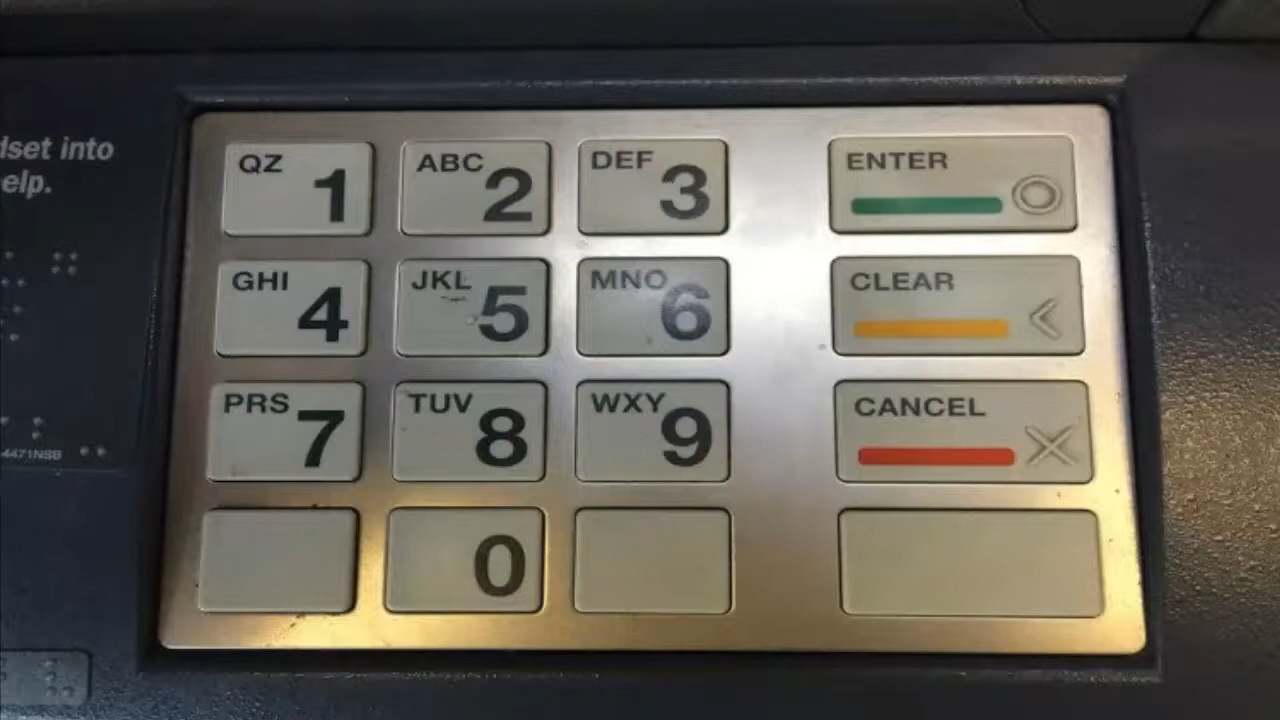 dset into
elp.
4471NSB
QZ 1
ABC 2
DEF 3
ENTER
GHI 4
JKL 5
MNO 6
CLEAR
PRS 7
TUV 8
WXY 9
CANCEL
0